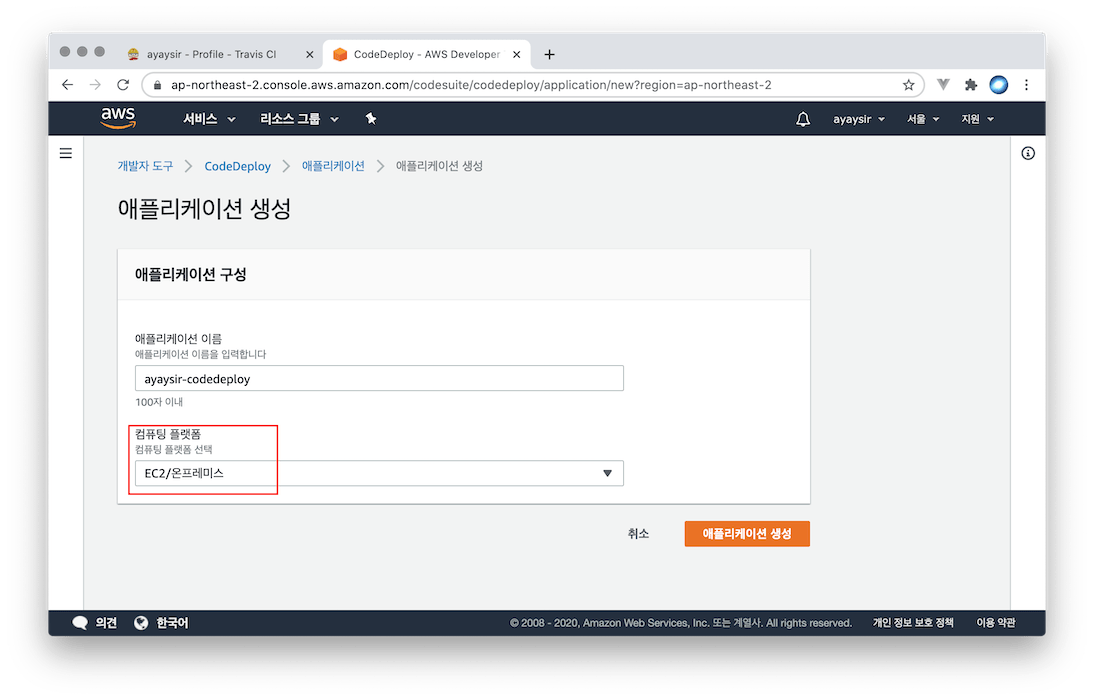 ayaysir - Profile - Travis CI
CodeDeploy - AWS Developer
ap-northeast-2.console.aws.amazon.com/codesuite/codedeploy/application/new?region=ap-northeast-2
aws 서비스 리소스 그룹 ayaysir 서울 지원
개발자 도구 CodeDeploy 애플리케이션 애플리케이션 생성
애플리케이션 생성
애플리케이션 구성
애플리케이션 이름
애플리케이션 이름을 입력합니다
ayaysir-codedeploy
100자 이내
컴퓨팅 플랫폼
컴퓨팅 플랫폼 선택
EC2/온프레미스
취소 애플리케이션 생성
의견 한국어 © 2008 - 2020, Amazon Web Services, Inc. 또는 계열사. All rights reserved. 개인 정보 보호 정책 이용 약관